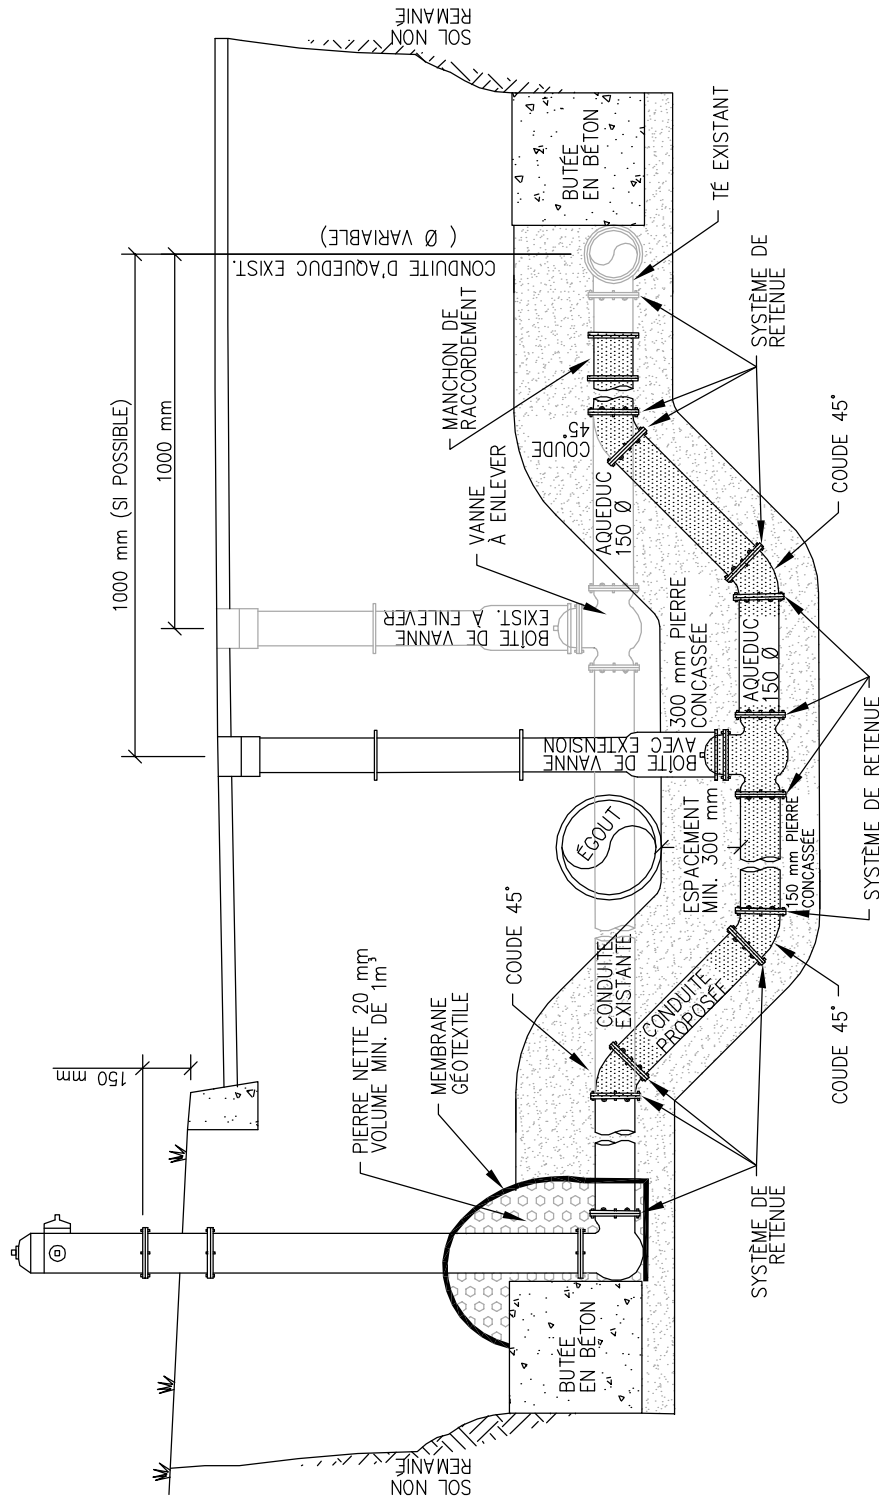 SOL NON
REMANIÉ
1000 mm (SI POSSIBLE)
1000 mm
CONDUITE D'AQUEDUC EXIST.
( Ø VARIABLE)
BUTÉE
EN BÉTON
TÉ EXISTANT
MANCHON DE
RACCORDEMENT
SYSTÈME DE
RETENUE
COUDE
45°
COUDE 45°
VANNE
À ENLEVER
AQUEDUC
150 Ø
BOÎTE DE VANNE
EXIST. À ENLEVER
300 mm PIERRE
CONCASSÉE
AQUEDUC
150 Ø
BOÎTE DE VANNE
AVEC EXTENSION
SYSTÈME DE RETENUE
ÉGOUT
ESPACEMENT
MIN. 300 mm
150 mm PIERRE
CONCASSÉE
COUDE 45°
CONDUITE
EXISTANTE
CONDUITE
PROPOSÉE
COUDE 45°
150 mm
PIERRE NETTE 20 mm
VOLUME MIN. DE 1m³
MEMBRANE
GÉOTEXTILE
SYSTÈME DE
RETENUE
BUTÉE
EN BÉTON
SOL NON
REMANIÉ